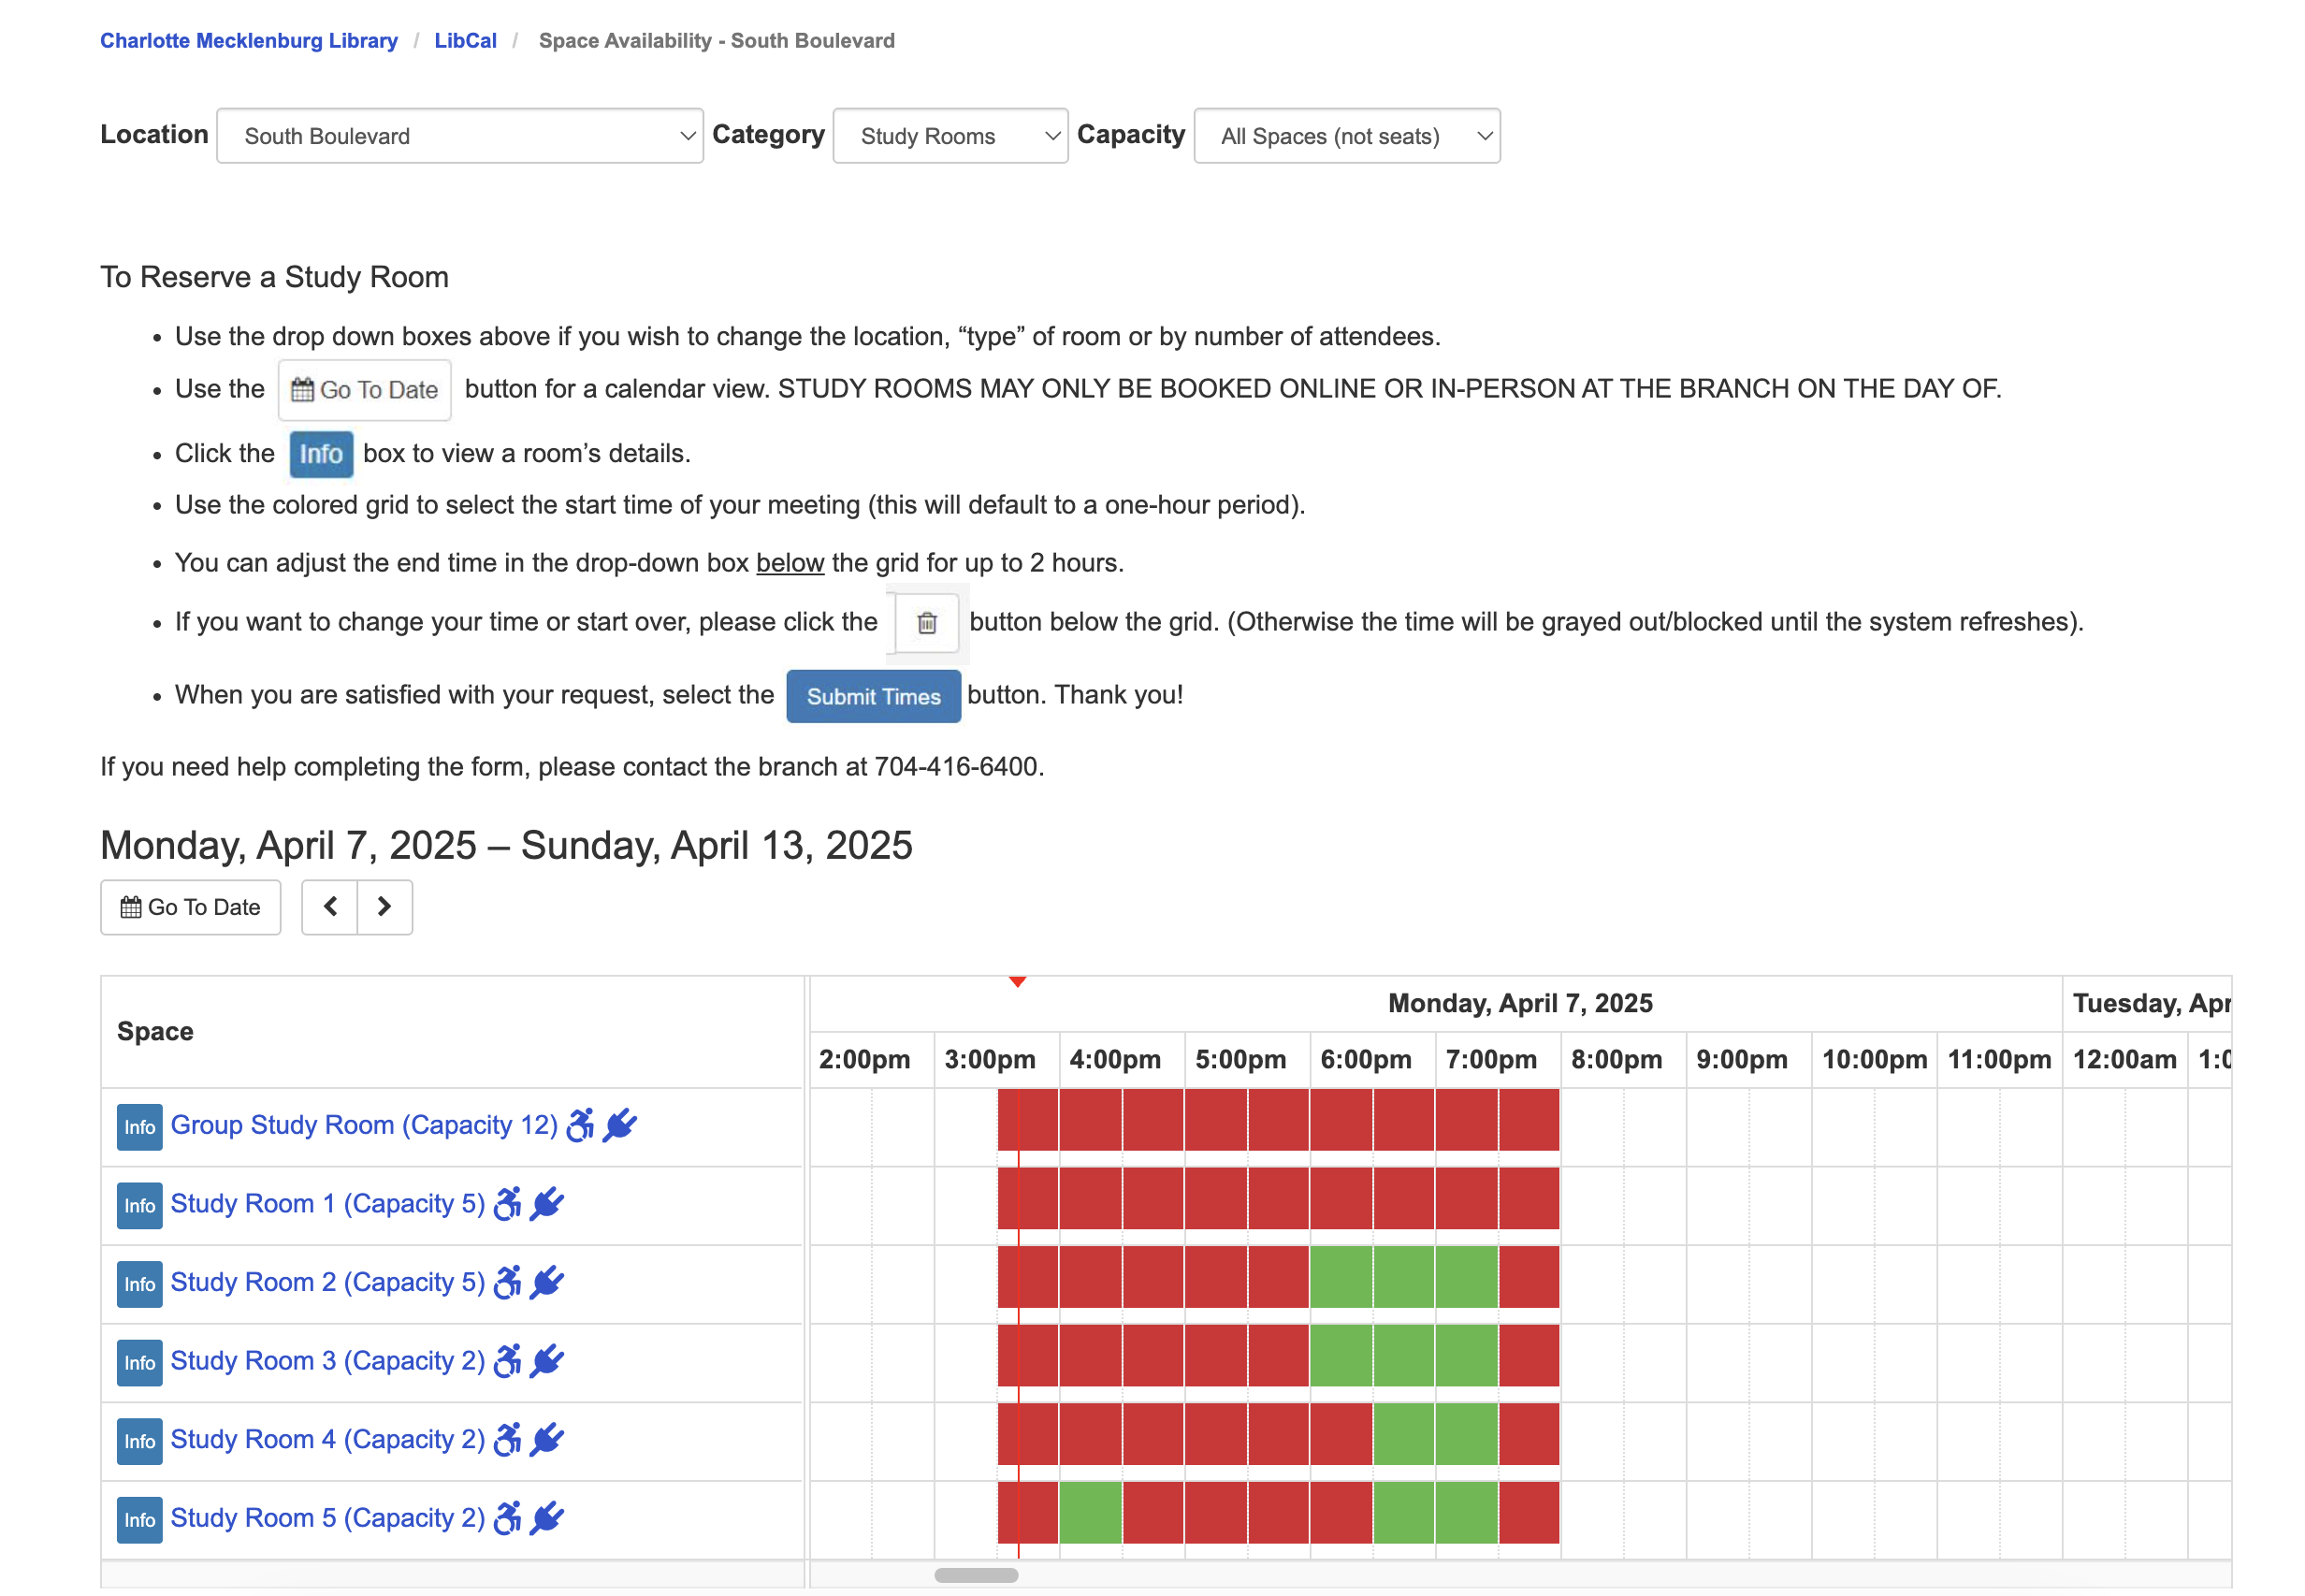 Charlotte Mecklenburg Library / LibCal / Space Availability - South Boulevard
Location South Boulevard Category Study Rooms Capacity All Spaces (not seats)
To Reserve a Study Room
• Use the drop down boxes above if you wish to change the location, “type” of room or by number of attendees.
• Use the Go To Date button for a calendar view. STUDY ROOMS MAY ONLY BE BOOKED ONLINE OR IN-PERSON AT THE BRANCH ON THE DAY OF.
• Click the Info box to view a room’s details.
• Use the colored grid to select the start time of your meeting (this will default to a one-hour period).
• You can adjust the end time in the drop-down box below the grid for up to 2 hours.
• If you want to change your time or start over, please click the button below the grid. (Otherwise the time will be grayed out/blocked until the system refreshes).
• When you are satisfied with your request, select the Submit Times button. Thank you!
If you need help completing the form, please contact the branch at 704-416-6400.
Monday, April 7, 2025 – Sunday, April 13, 2025
Go To Date
Space
Monday, April 7, 2025 Tuesday, Apr
2:00pm 3:00pm 4:00pm 5:00pm 6:00pm 7:00pm 8:00pm 9:00pm 10:00pm 11:00pm 12:00am 1:0
Info Group Study Room (Capacity 12)
Info Study Room 1 (Capacity 5)
Info Study Room 2 (Capacity 5)
Info Study Room 3 (Capacity 2)
Info Study Room 4 (Capacity 2)
Info Study Room 5 (Capacity 2)